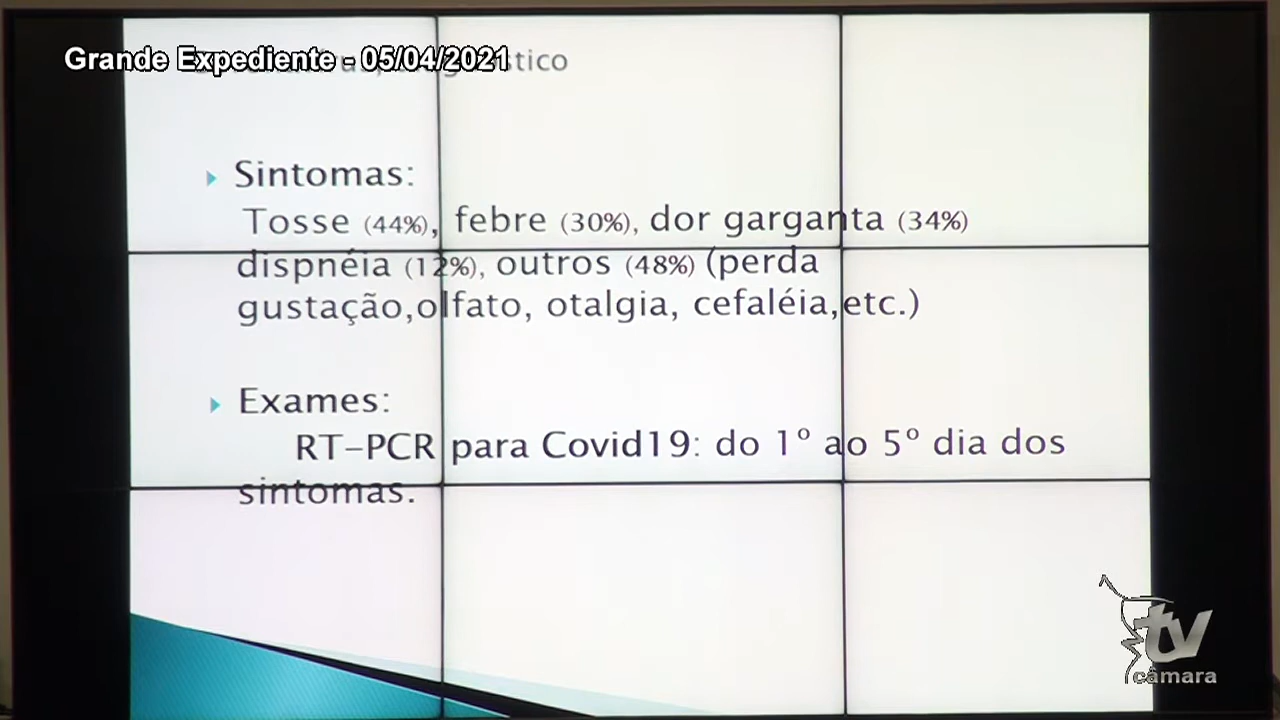 Grande Expediente - 05/04/2021
Sintomas:
Tosse (44%), febre (30%), dor garganta (34%)
dispnéia (12%), outros (48%) (perda
gustação,olfato, otalgia, cefaléia,etc.)
Exames:
RT-PCR para Covid19: do 1º ao 5º dia dos
sintomas.
tv
câmara